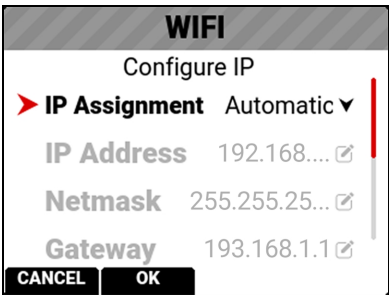 WIFI
Configure IP
IP Assignment Automatic
IP Address 192.168....
Netmask 255.255.25...
Gateway 193.168.1.1
CANCEL OK